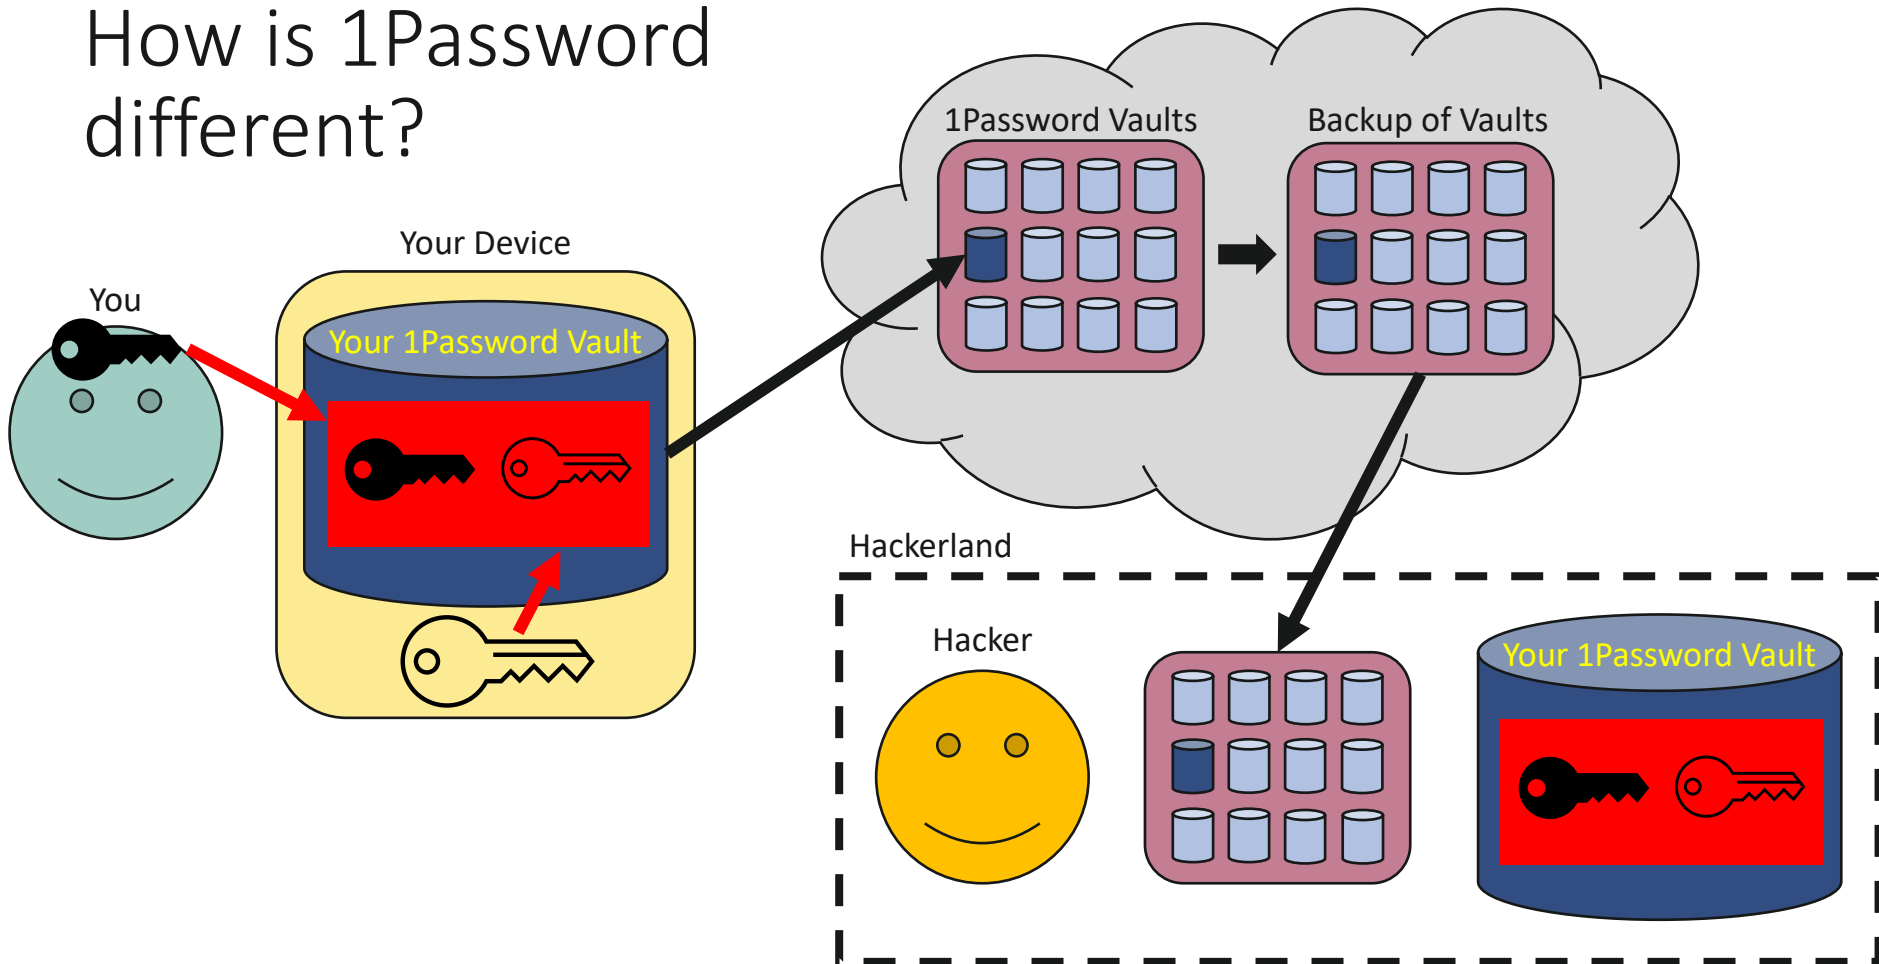 How is 1Password
different?
1Password Vaults
Backup of Vaults
Your Device
You
Your 1Password Vault
Hackerland
Hacker
Your 1Password Vault